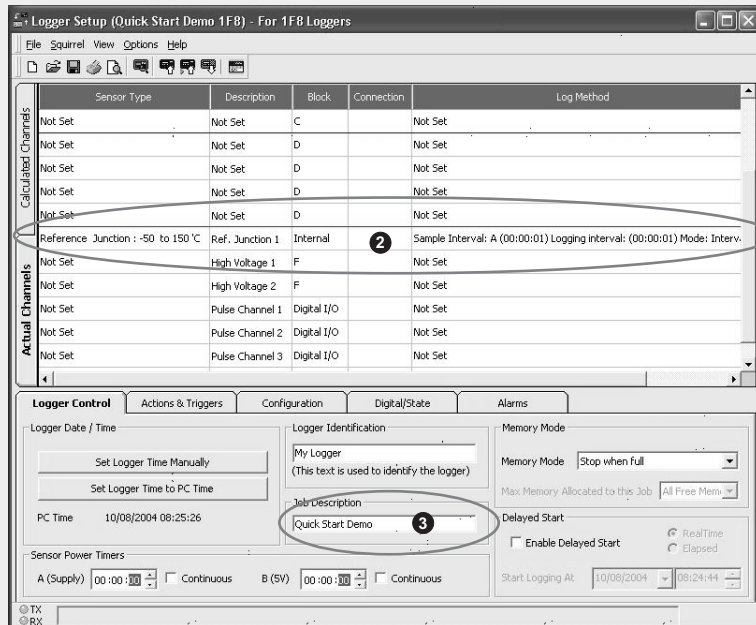 Logger Setup (Quick Start Demo 1F8) - For 1F8 Loggers
File Squirrel View Options Help
Sensor Type Description Block Connection Log Method
Not Set Not Set C Not Set
Not Set Not Set D Not Set
Not Set Not Set D Not Set
Not Set Not Set D Not Set
Not Set Not Set D Not Set
Reference Junction : -50 to 150 'C Ref. Junction 1 Internal 2 Sample Interval: A (00:00:01) Logging interval: (00:00:01) Mode: Interv
Not Set High Voltage 1 F Not Set
Not Set High Voltage 2 F Not Set
Not Set Pulse Channel 1 Digital I/O Not Set
Not Set Pulse Channel 2 Digital I/O Not Set
Not Set Pulse Channel 3 Digital I/O Not Set
Calculated Channels
Actual Channels
Logger Control Actions & Triggers Configuration Digital/State Alarms
Logger Date / Time
Set Logger Time Manually
Set Logger Time to PC Time
PC Time 10/08/2004 08:25:26
Logger Identification
My Logger
(This text is used to identify the logger)
Job Description
Quick Start Demo 3
Memory Mode
Memory Mode Stop when full
Max Memory Allocated to this Job All Free Mem
Delayed Start
Enable Delayed Start
RealTime
Elapsed
Start Logging At 10/08/2004 08:24:44
Sensor Power Timers
A (Supply) 00:00:00 Continuous B (5V) 00:00:00 Continuous
TX
RX